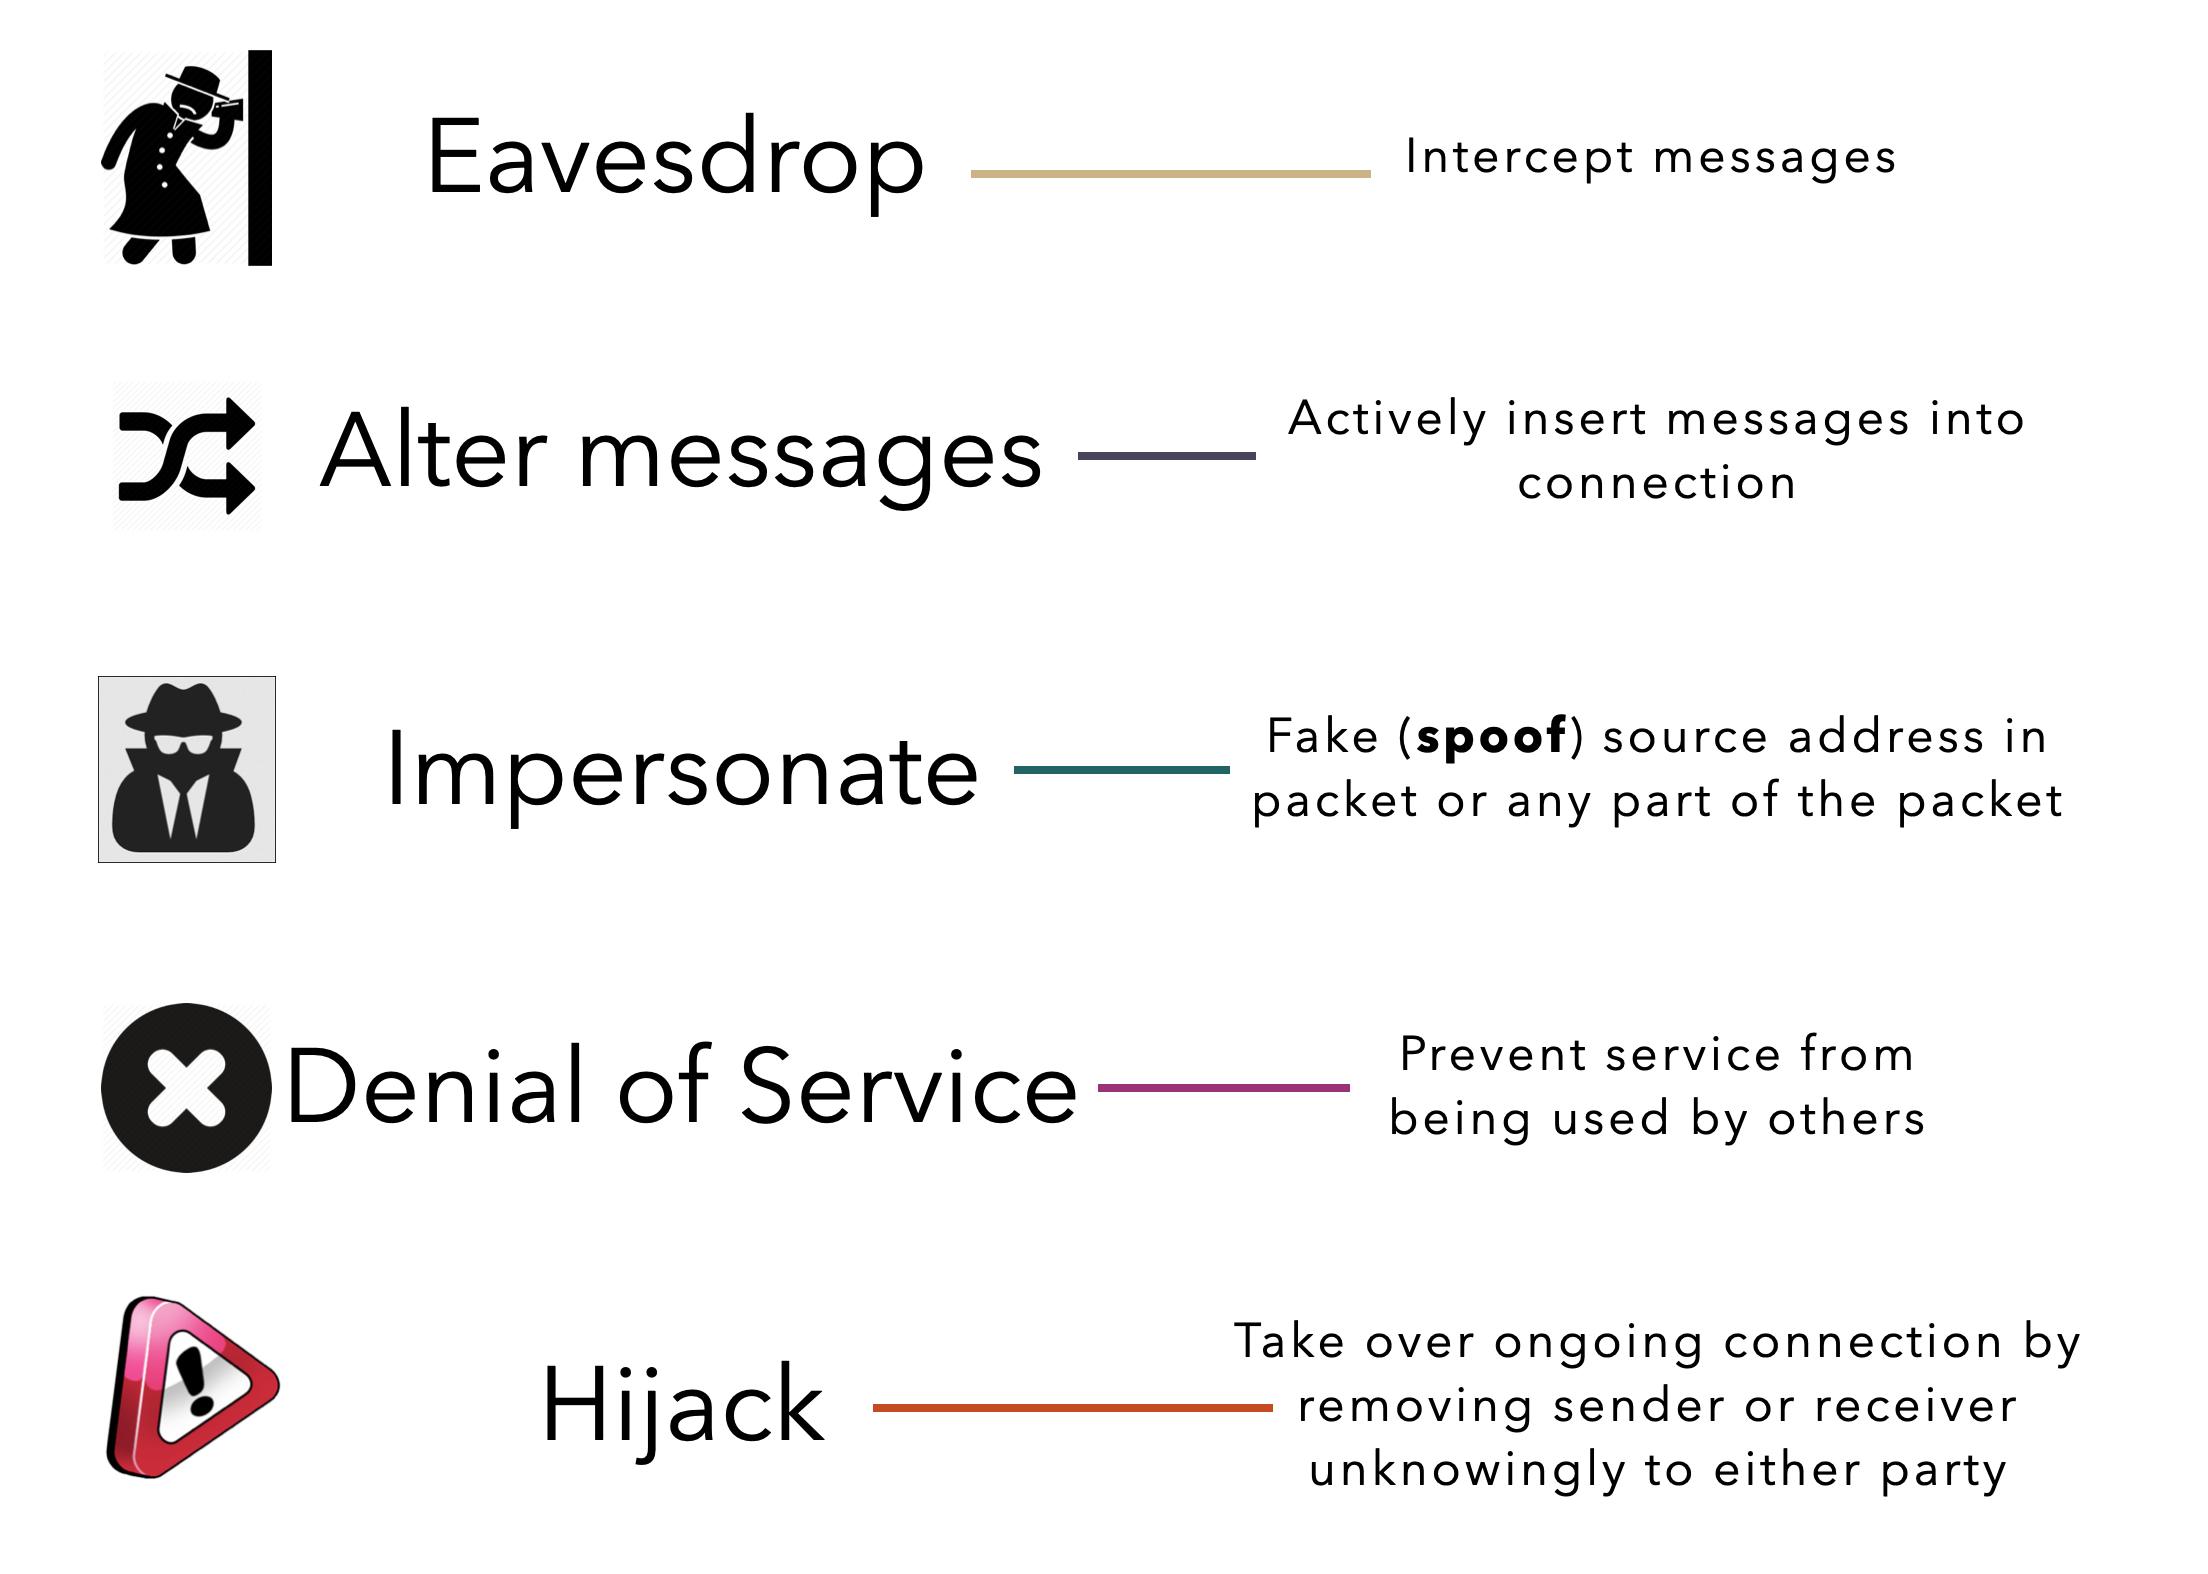 Eavesdrop
Intercept messages
Alter messages
Actively insert messages into
connection
Impersonate
Fake (spoof) source address in
packet or any part of the packet
Denial of Service
Prevent service from
being used by others
Hijack
Take over ongoing connection by
removing sender or receiver
unknowingly to either party